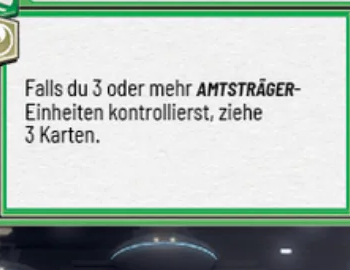 Falls du 3 oder mehr AMTSTRÄGER-
Einheiten kontrollierst, ziehe
3 Karten.